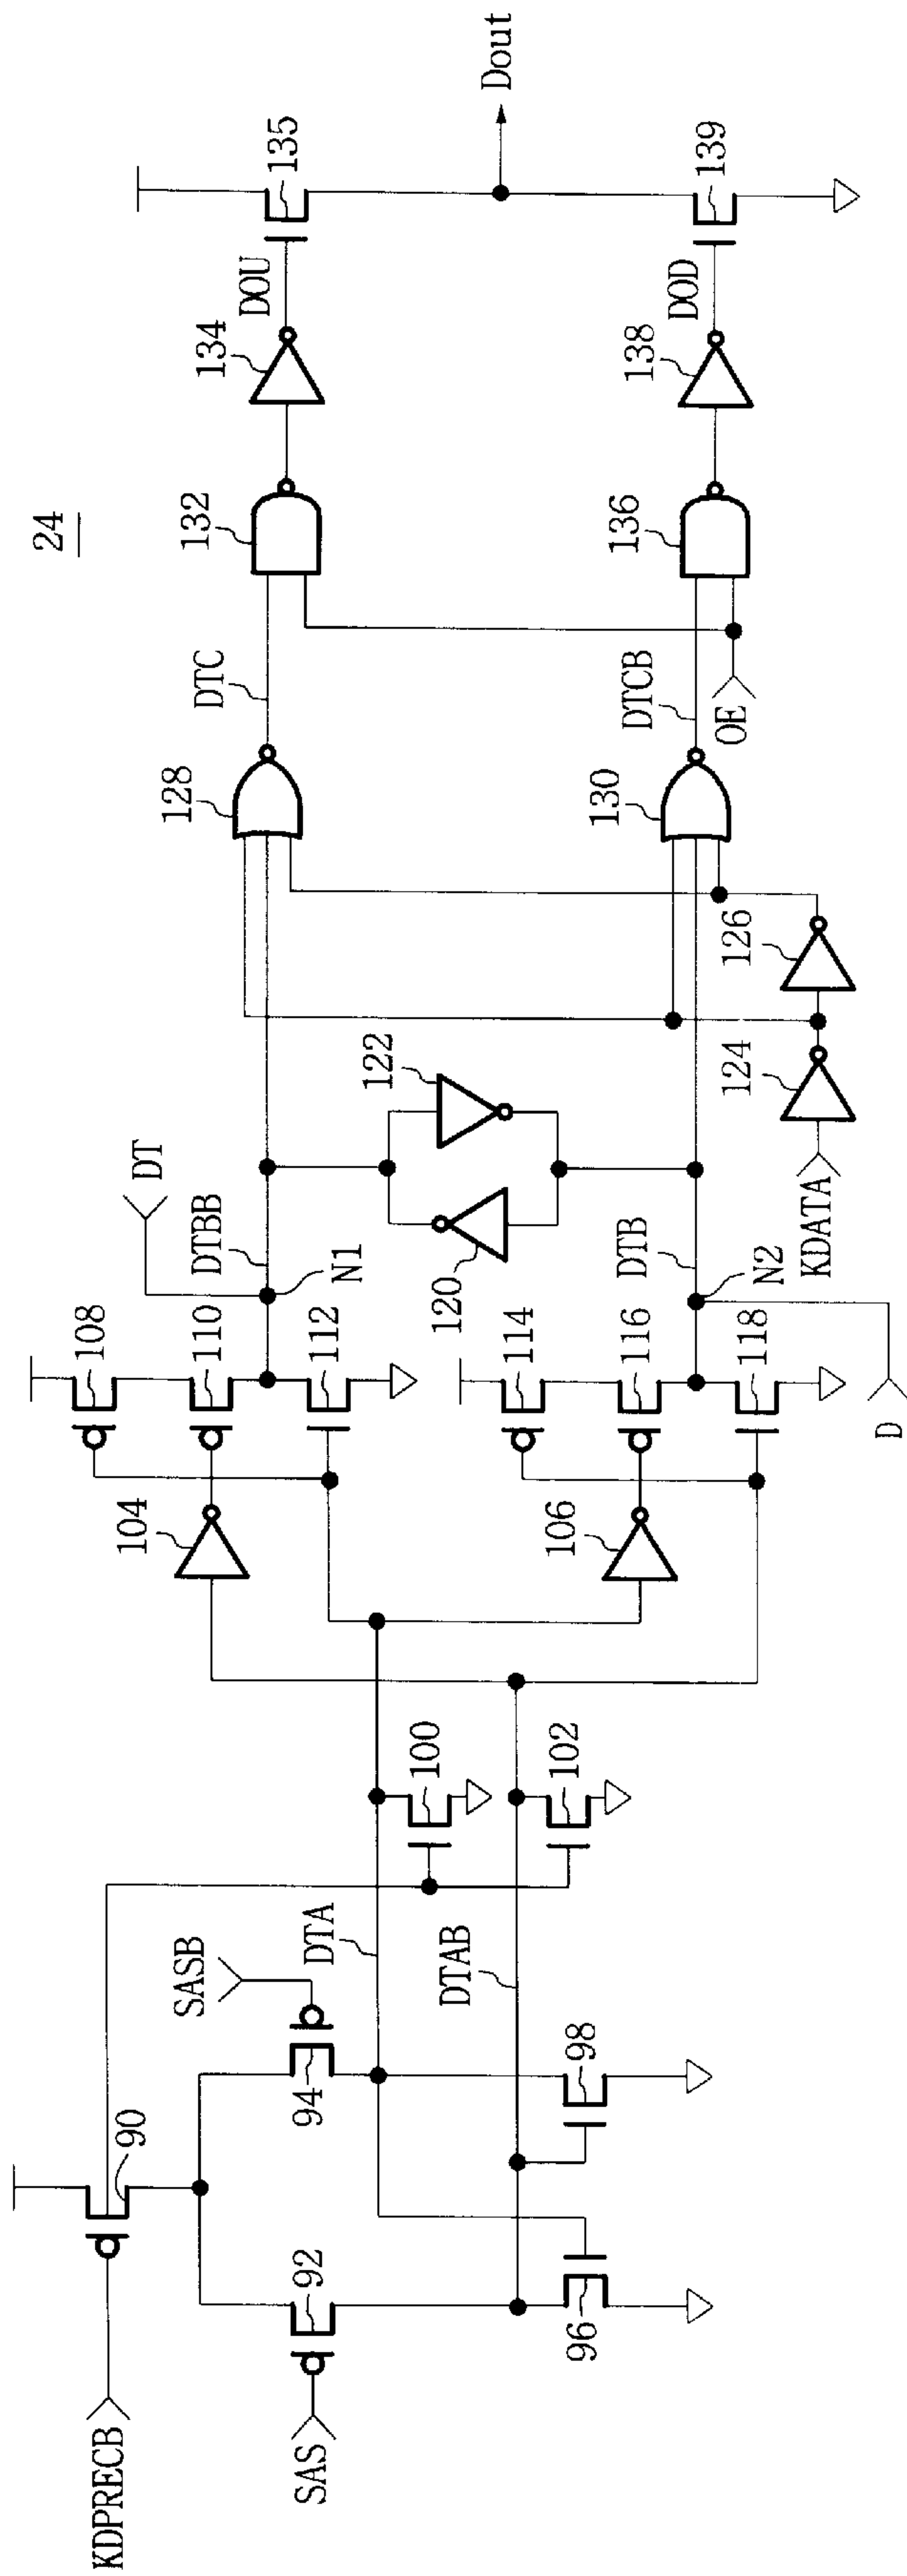 24
KDPRECB
90
SAS
92
94
SASB
96
98
DTA
DTAB
100
102
104
106
108
110
112
114
116
118
DTBB
N1
DT
DTB
N2
D
120
122
KDATA
124
126
128
130
DTC
DTCB
OE
132
134
DOU
135
136
138
DOD
139
Dout